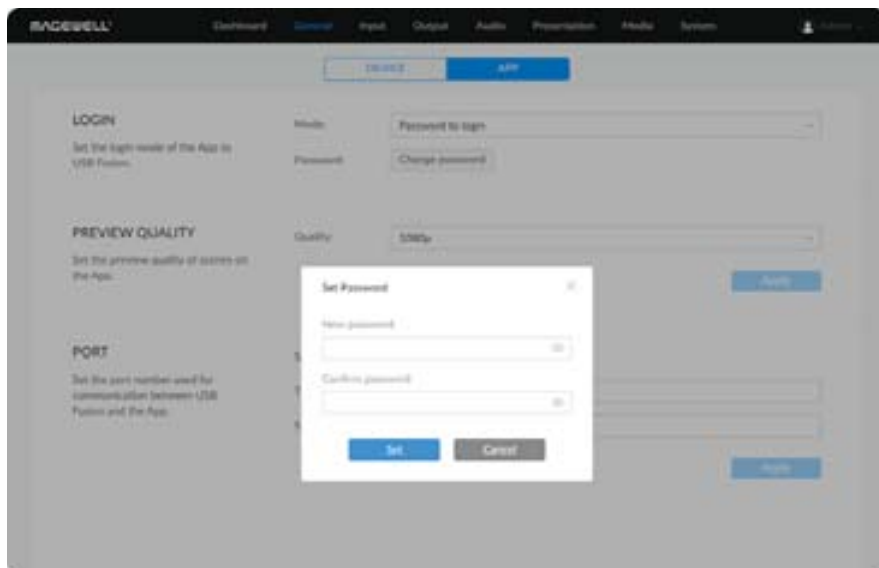 MAGEWELL
Dashboard General Input Output Audio Presentation Media System Admin
DEVICE APP
LOGIN
Mode: Password to login
Set the login mode of the App to
USB Fusion.
Password: Change password
PREVIEW QUALITY
Quality: 1080p
Set the preview quality of scenes on
the App.
Apply
Set Password
New password
Confirm password
Set Cancel
PORT
Set the port number used for
communication between USB
Fusion and the App.
Apply